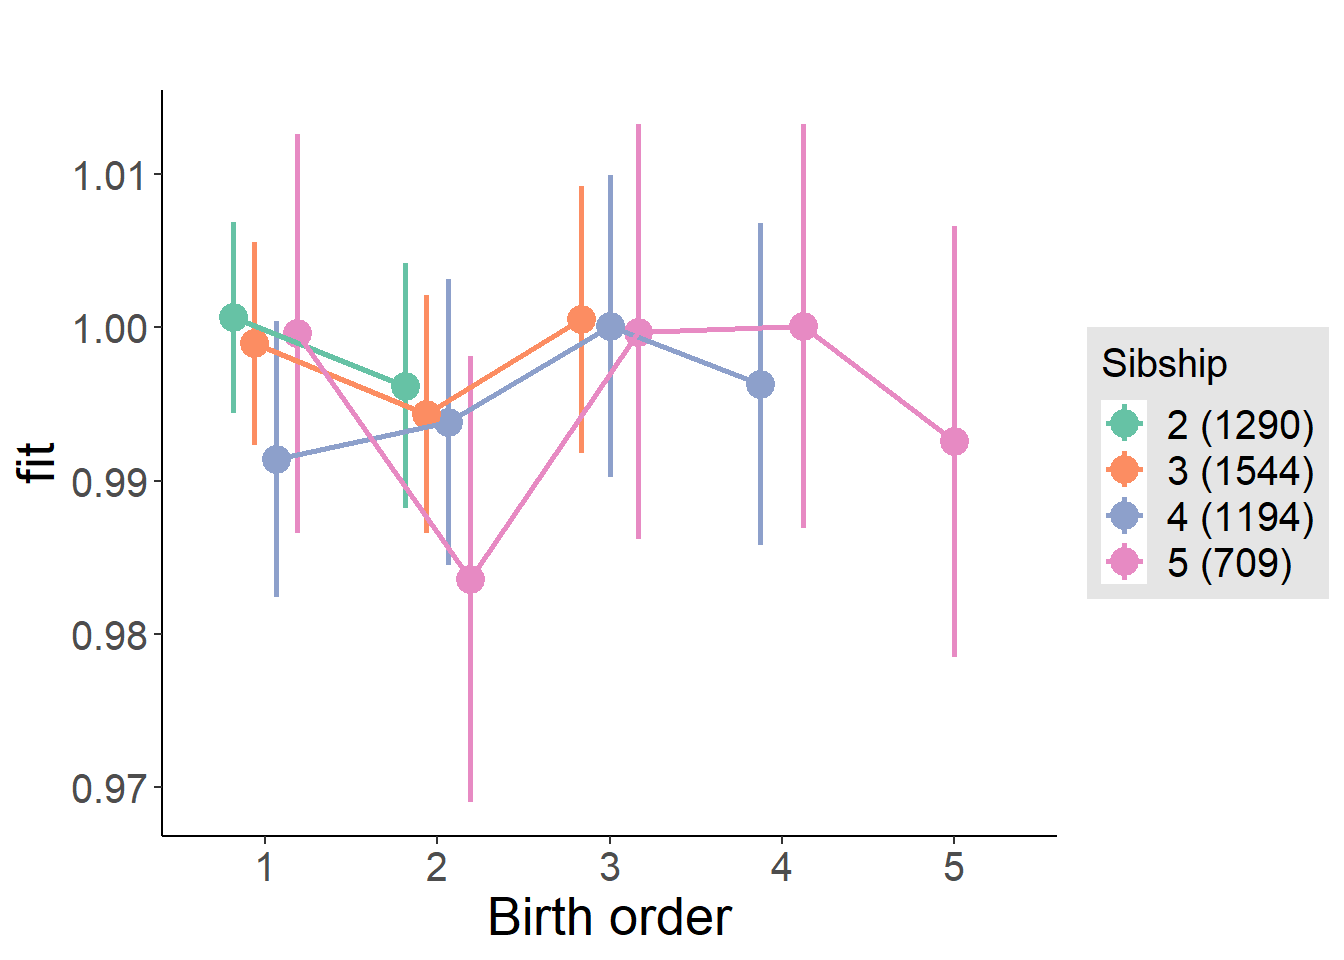 1.01
1.00
0.99
0.98
0.97
fit
1 2 3 4 5
Birth order
Sibship
2 (1290)
3 (1544)
4 (1194)
5 (709)